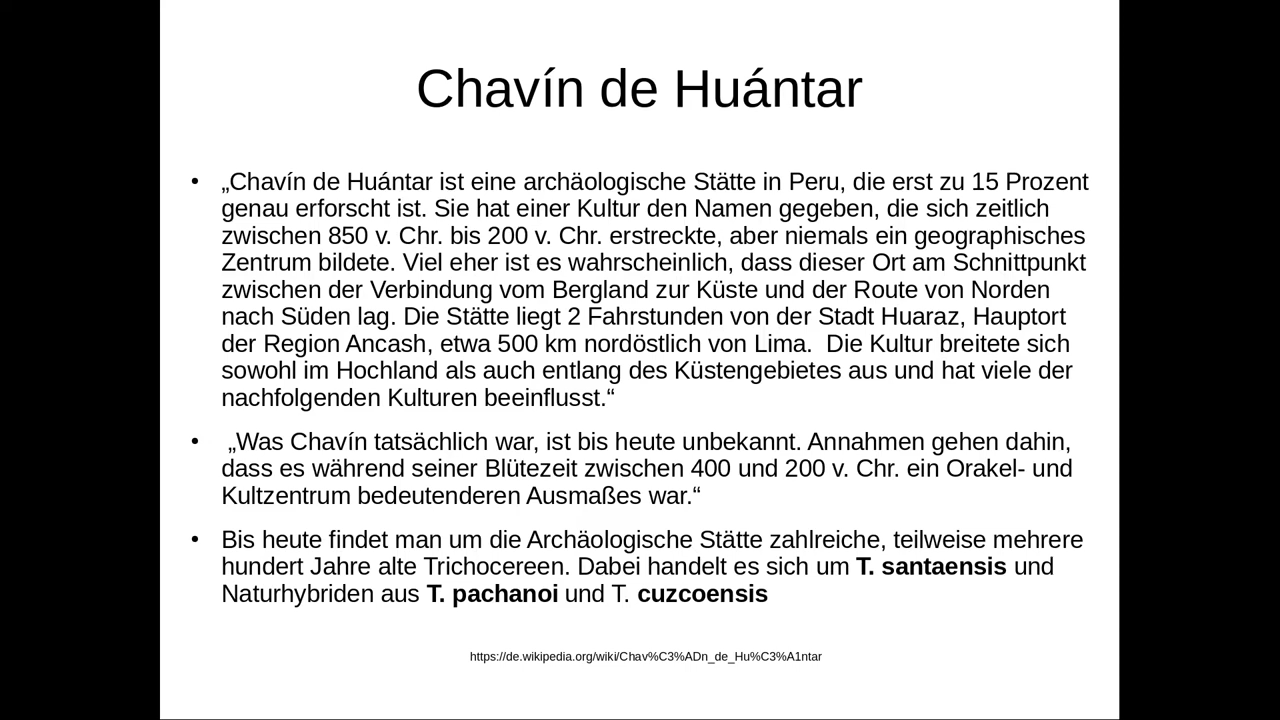 Chavín de Huántar
• „Chavín de Huántar ist eine archäologische Stätte in Peru, die erst zu 15 Prozent
genau erforscht ist. Sie hat einer Kultur den Namen gegeben, die sich zeitlich
zwischen 850 v. Chr. bis 200 v. Chr. erstreckte, aber niemals ein geographisches
Zentrum bildete. Viel eher ist es wahrscheinlich, dass dieser Ort am Schnittpunkt
zwischen der Verbindung vom Bergland zur Küste und der Route von Norden
nach Süden lag. Die Stätte liegt 2 Fahrstunden von der Stadt Huaraz, Hauptort
der Region Ancash, etwa 500 km nordöstlich von Lima.  Die Kultur breitete sich
sowohl im Hochland als auch entlang des Küstengebietes aus und hat viele der
nachfolgenden Kulturen beeinflusst.“
• „Was Chavín tatsächlich war, ist bis heute unbekannt. Annahmen gehen dahin,
dass es während seiner Blütezeit zwischen 400 und 200 v. Chr. ein Orakel- und
Kultzentrum bedeutenderen Ausmaßes war.“
• Bis heute findet man um die Archäologische Stätte zahlreiche, teilweise mehrere
hundert Jahre alte Trichocereen. Dabei handelt es sich um T. santaensis und
Naturhybriden aus T. pachanoi und T. cuzcoensis
https://de.wikipedia.org/wiki/Chav%C3%ADn_de_Hu%C3%A1ntar